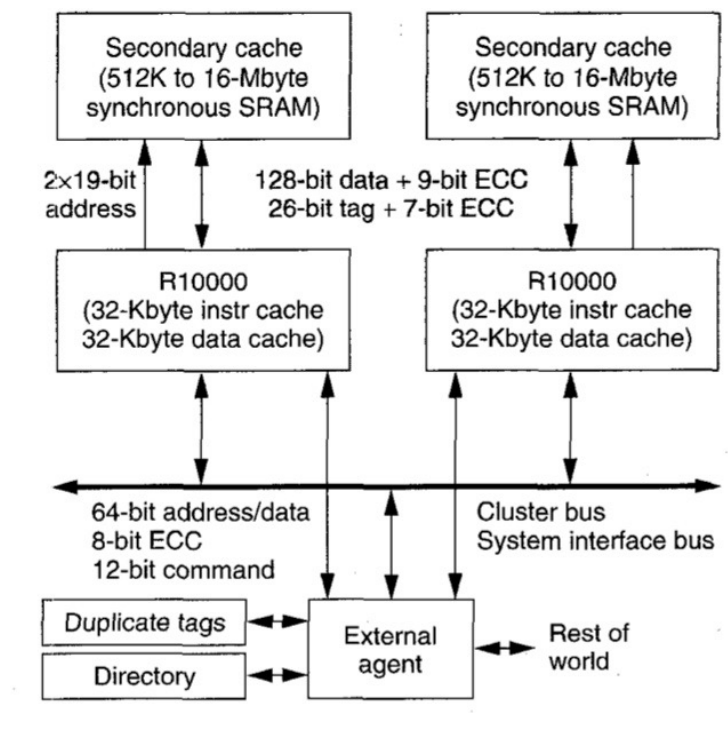 Secondary cache
(512K to 16-Mbyte
synchronous SRAM)
Secondary cache
(512K to 16-Mbyte
synchronous SRAM)
2×19-bit
address
128-bit data + 9-bit ECC
26-bit tag + 7-bit ECC
R10000
(32-Kbyte instr cache
32-Kbyte data cache)
R10000
(32-Kbyte instr cache
32-Kbyte data cache)
64-bit address/data
8-bit ECC
12-bit command
Cluster bus
System interface bus
Duplicate tags
Directory
External
agent
Rest of
world